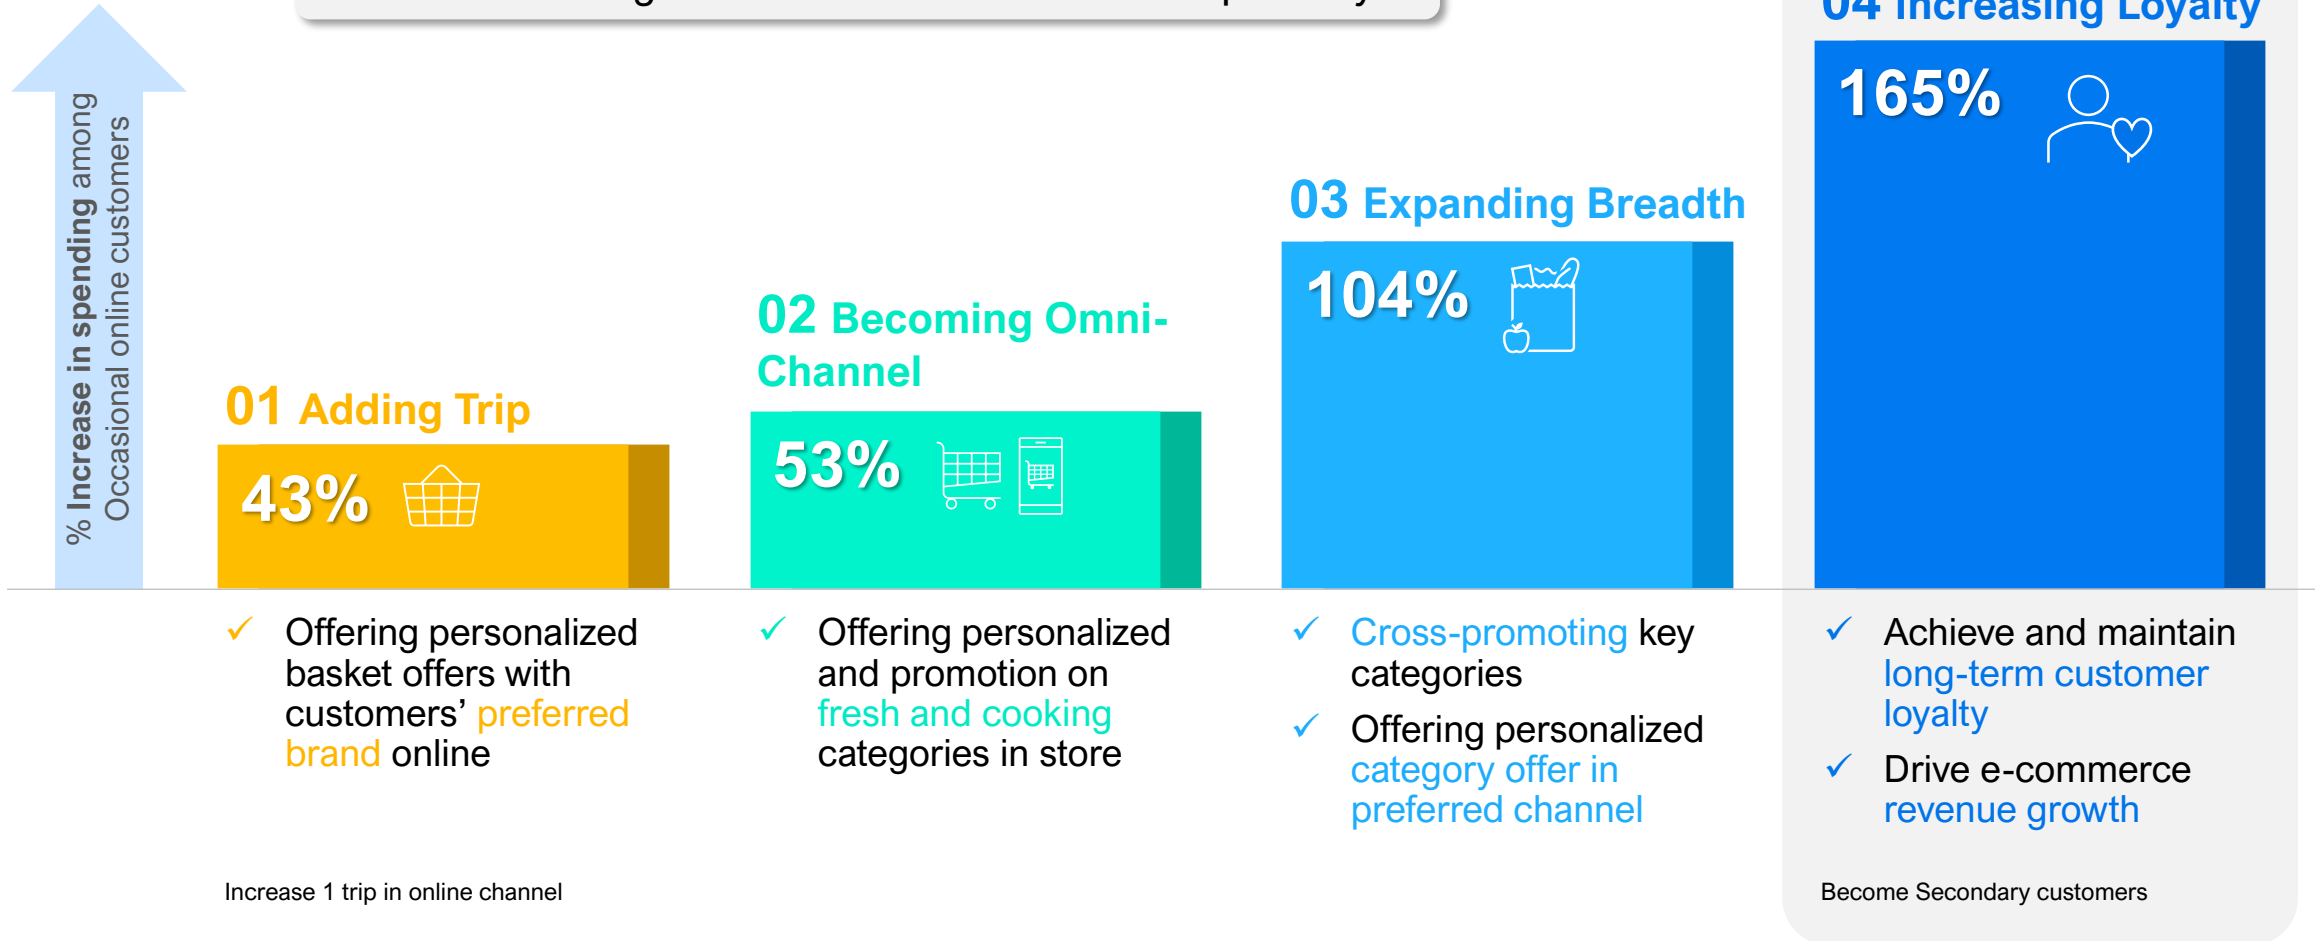 04 Increasing Loyalty
165%
% Increase in spending among
Occasional online customers
03 Expanding Breadth
104%
02 Becoming Omni-
Channel
53%
01 Adding Trip
43%
✓ Offering personalized
basket offers with
customers’ preferred
brand online
✓ Offering personalized
and promotion on
fresh and cooking
categories in store
✓ Cross-promoting key
categories
✓ Offering personalized
category offer in
preferred channel
✓ Achieve and maintain
long-term customer
loyalty
✓ Drive e-commerce
revenue growth
Increase 1 trip in online channel
Become Secondary customers